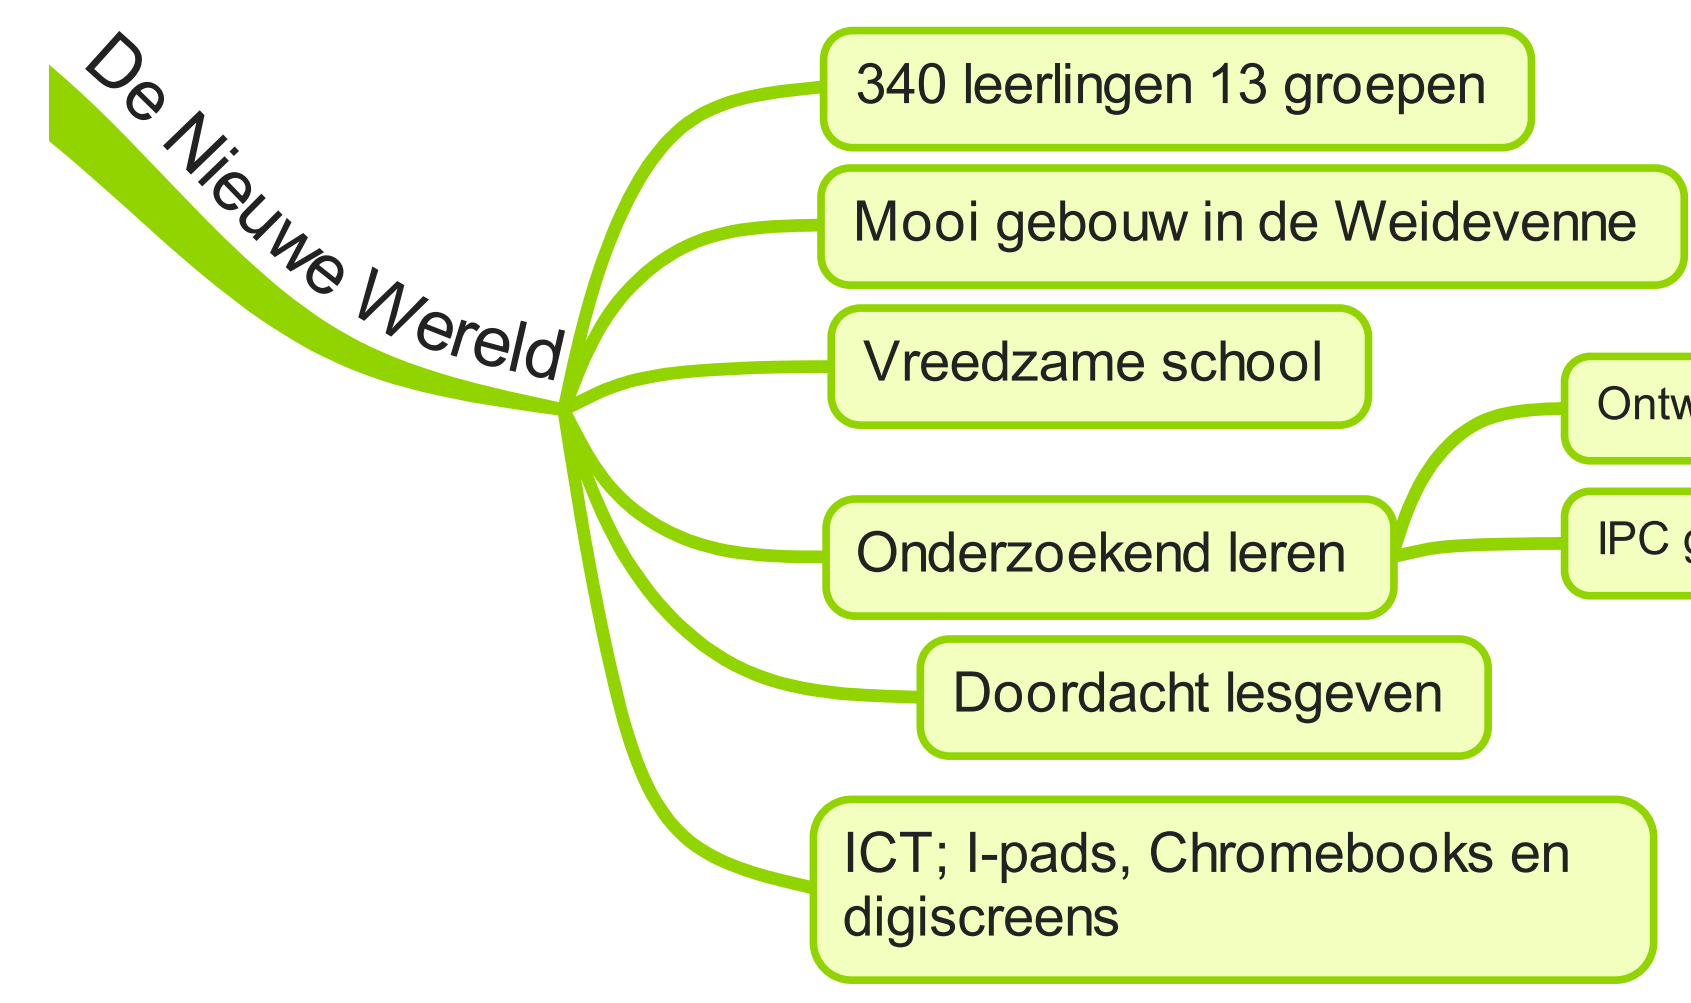 De Nieuwe Wereld
340 leerlingen 13 groepen
Mooi gebouw in de Weidevenne
Vreedzame school
Onderzoekend leren
IPC
Doordacht lesgeven
ICT; I-pads, Chromebooks en
digiscreens